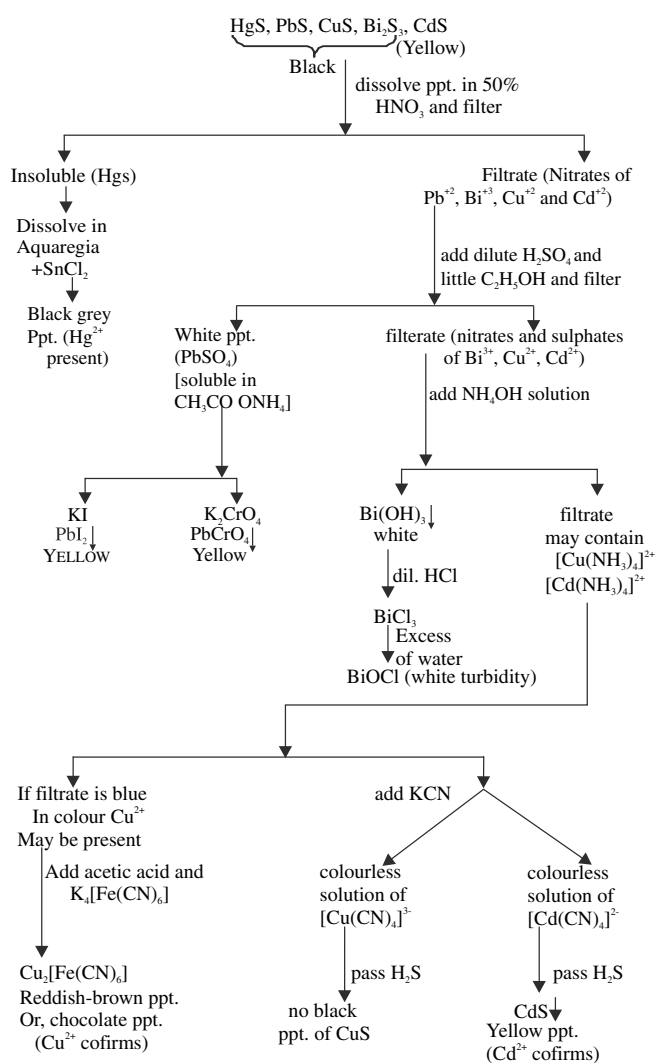 HgS, PbS, CuS, Bi₂S₃, CdS
(Yellow)
Black
dissolve ppt. in 50%
HNO₃ and filter
Insoluble (Hgs)
Dissolve in
Aquaregia
+SnCl₂
Black grey
Ppt. (Hg²⁺
present)
Filtrate (Nitrates of
Pb⁺², Bi⁺³, Cu⁺² and Cd⁺²)
add dilute H₂SO₄ and
little C₂H₅OH and filter
White ppt.
(PbSO₄)
[soluble in
CH₃CO ONH₄]
filterate (nitrates and sulphates
of Bi³⁺, Cu²⁺, Cd²⁺)
add NH₄OH solution
KI
PbI₂↓
YELLOW
K₂CrO₄
PbCrO₄↓
Yellow
Bi(OH)₃↓
white
dil. HCl
BiCl₃
Excess
of water
BiOCl (white turbidity)
filtrate
may contain
[Cu(NH₃)₄]²⁺
[Cd(NH₃)₄]²⁺
If filtrate is blue
In colour Cu²⁺
May be present
Add acetic acid and
K₄[Fe(CN)₆]
Cu₂[Fe(CN)₆]
Reddish-brown ppt.
Or, chocolate ppt.
(Cu²⁺ cofirms)
add KCN
colourless
solution of
[Cu(CN)₄]³⁻
pass H₂S
no black
ppt. of CuS
colourless
solution of
[Cd(CN)₄]²⁻
pass H₂S
CdS↓
Yellow ppt.
(Cd²⁺ cofirms)